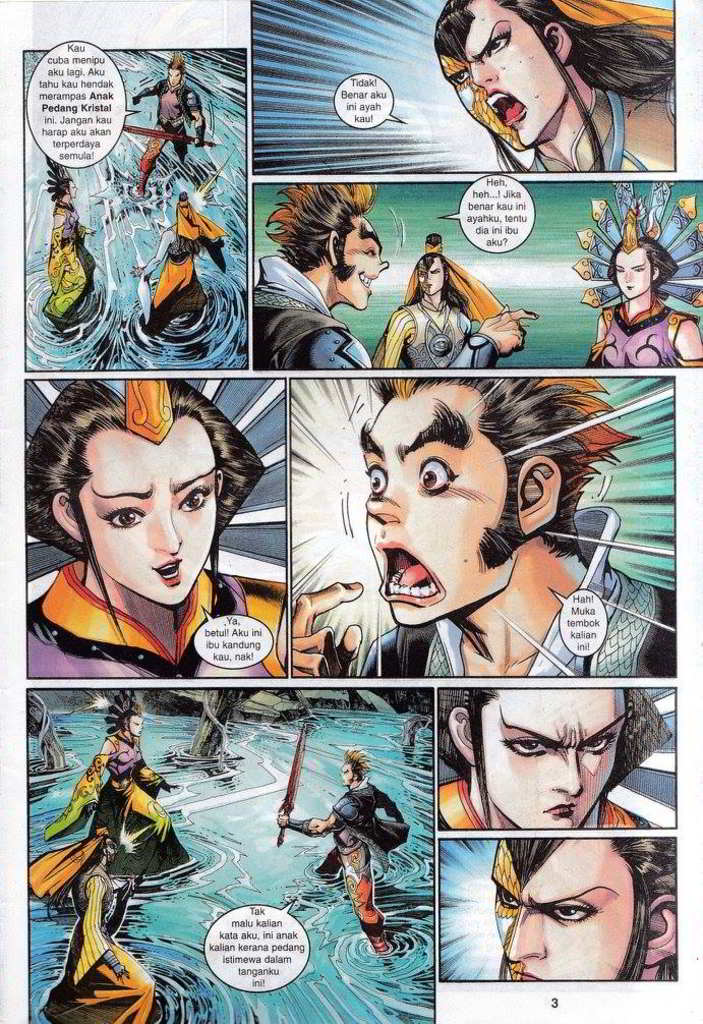 Kau
cuba menipu
aku lagi. Aku
tahu kau hendak
merampas Anak
Pedang Kristal
ini. Jangan kau
harap aku akan
terperdaya
semula!
Tidak!
Benar aku
ini ayah
kau!
Heh,
heh...! Jika
benar kau ini
ayahku, tentu
dia ini ibu
aku?
Ya,
betul! Aku ini
ibu kandung
kau, nak!
Hah!
Muka
tembok
kalian
ini!
Tak
malu kalian
kata aku, ini anak
kalian kerana pedang
istimewa dalam
tanganku
ini!
3